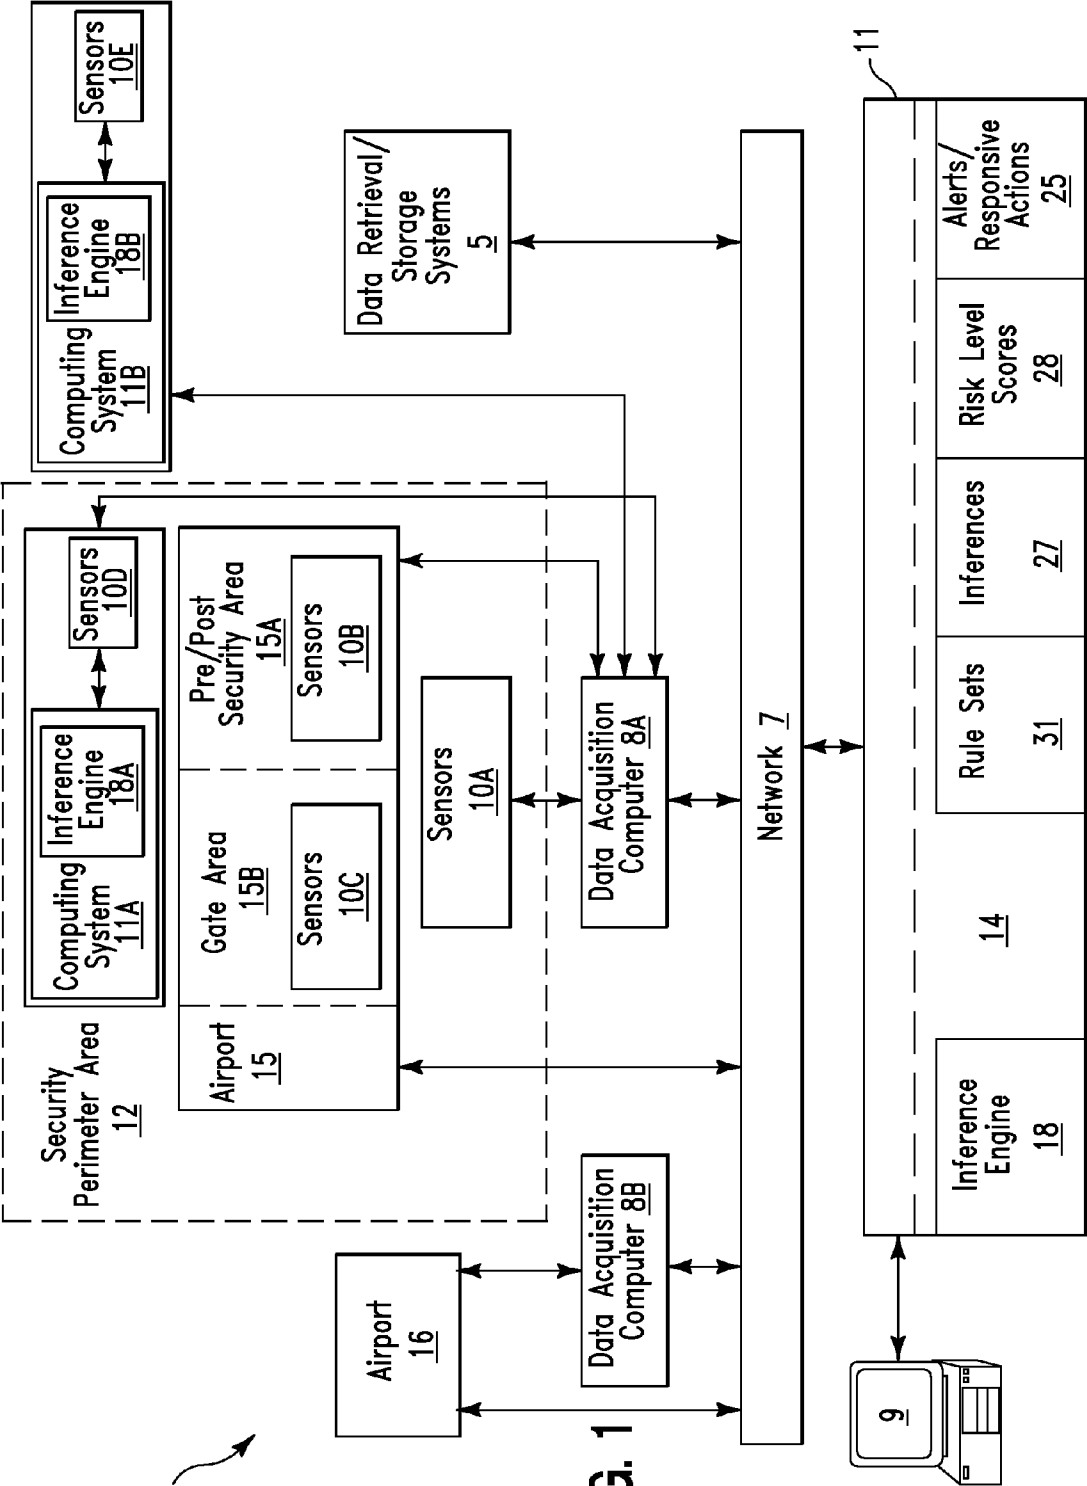 Sensors
10E
Inference
Engine
18B
Computing
System
11B
Data Retrieval/
Storage
Systems
5
Sensors
10D
Inference
Engine
18A
Computing
System
11A
Pre/Post
Security Area
15A
Sensors
10B
Gate Area
15B
Sensors
10C
Airport
15
Sensors
10A
Security
Perimeter Area
12
Data Acquisition
Computer 8A
Airport
16
Data Acquisition
Computer 8B
Network 7
11
Alerts/
Responsive
Actions
25
Risk Level
Scores
28
Inferences
27
Rule Sets
31
14
Inference
Engine
18
9
G. 1